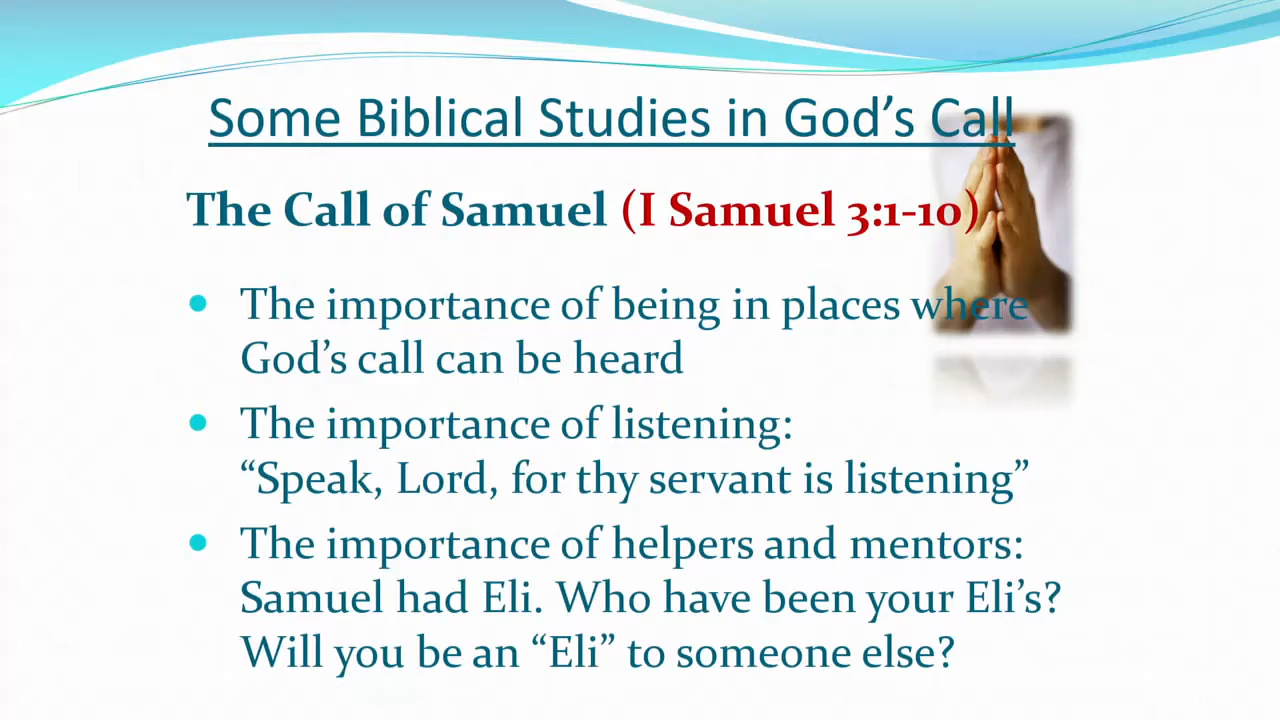 Some Biblical Studies in God’s Call
The Call of Samuel (I Samuel 3:1-10)
• The importance of being in places where
God’s call can be heard
• The importance of listening:
“Speak, Lord, for thy servant is listening”
• The importance of helpers and mentors:
Samuel had Eli. Who have been your Eli’s?
Will you be an “Eli” to someone else?